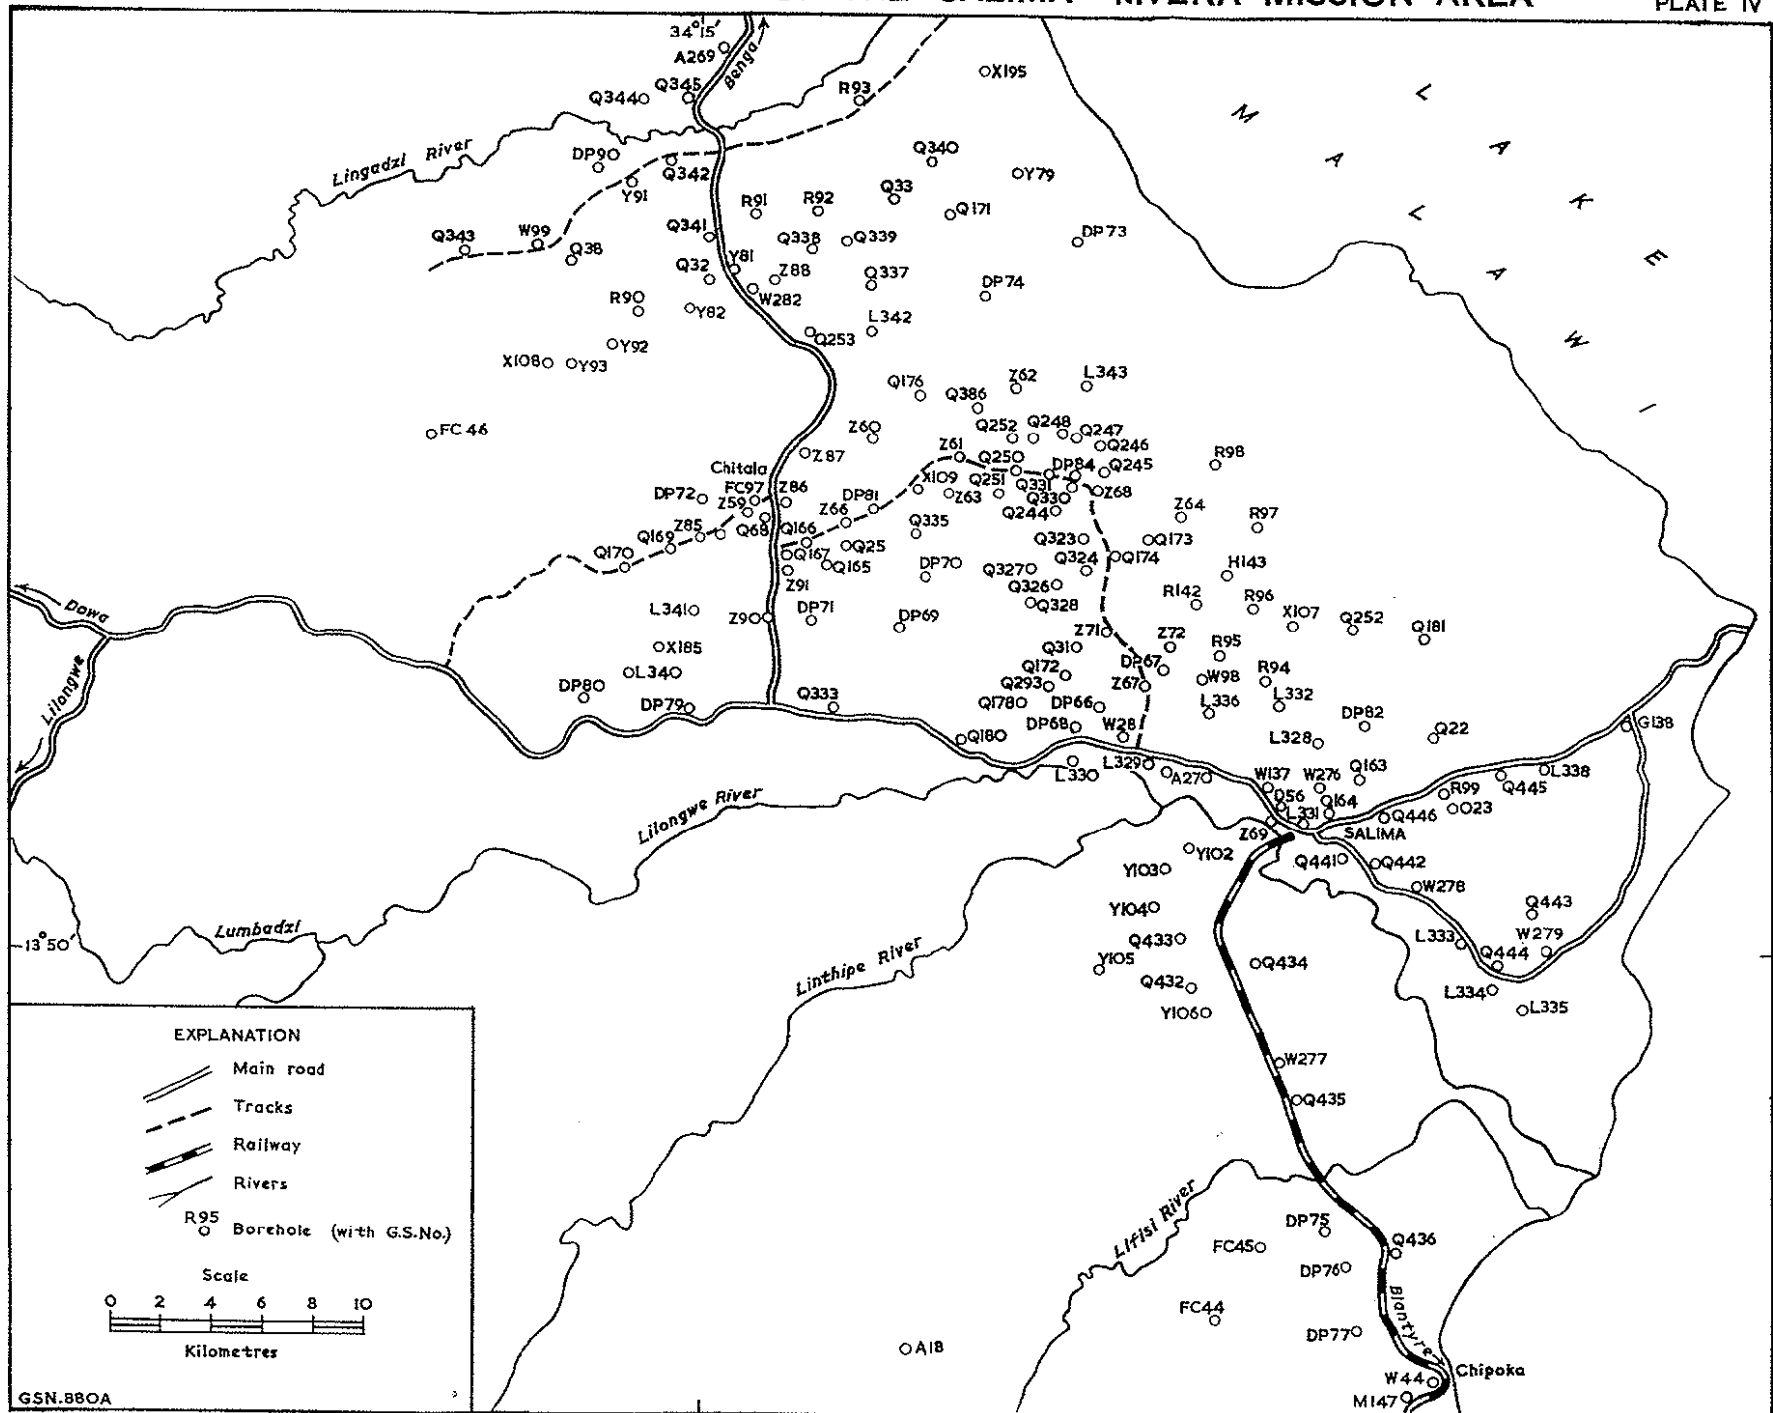 SALIMA - MVERA MISSION AREA
PLATE IV
34°15'
A269
Benga
X195
Q344
Q345
R93
Lingadzi River
DP90
Q342
Y91
Q340
Y79
Q33
R91
R92
Q171
Q343
W99
Q38
Q341
Q338
Q339
DP73
Q32
Y81
Z88
Q337
DP74
R90
Y82
W282
L342
Q253
X108
Y93
Y92
Q176
Q386
Z62
L343
FC 46
Z60
Q252
Q248
Q247
Q246
Z87
Z61
Q250
DP84
Q245
R98
Chitala
X109
Z63
Q251
Q331
Q330
Z68
DP72
FC97
Z86
DP81
Z59
Z66
Q244
Z64
R97
Q170
Q169
Z85
Q68
Q166
Q335
Q323
Q173
Q167
Q25
Q165
DP70
Q327
Q324
Q174
H143
Z91
Q326
Q328
R142
R96
L341
Z90
DP71
DP69
X107
Q252
Q181
Dowa
Lilongwe
X185
Z71
Z72
R95
Q310
DP67
L340
Q172
W98
R94
DP80
Q293
Z67
L332
DP79
Q333
Q178
DP66
L336
DP82
DP68
W28
L328
Q22
G138
Q180
L330
L329
A270
W137
W276
Q163
L338
D56
Q164
R99
Q445
L331
O23
Q446
Z69
SALIMA
Lilongwe River
Y102
Q441
Q442
Y103
W278
Y104
Q443
Lumbadzi
Q433
L333
W279
13°50'
Y105
Q434
Q444
Linthipe River
Q432
L334
Y106
L335
W277
Q435
LAKE
MALAWI
Lifisi River
DP75
FC45
Q436
DP76
FC44
DP77
Blantyre
A18
W44
Chipoka
M147
EXPLANATION
Main road
Tracks
Railway
Rivers
R95
Borehole (with G.S.No.)
Scale
0 2 4 6 8 10
Kilometres
GSN.880A